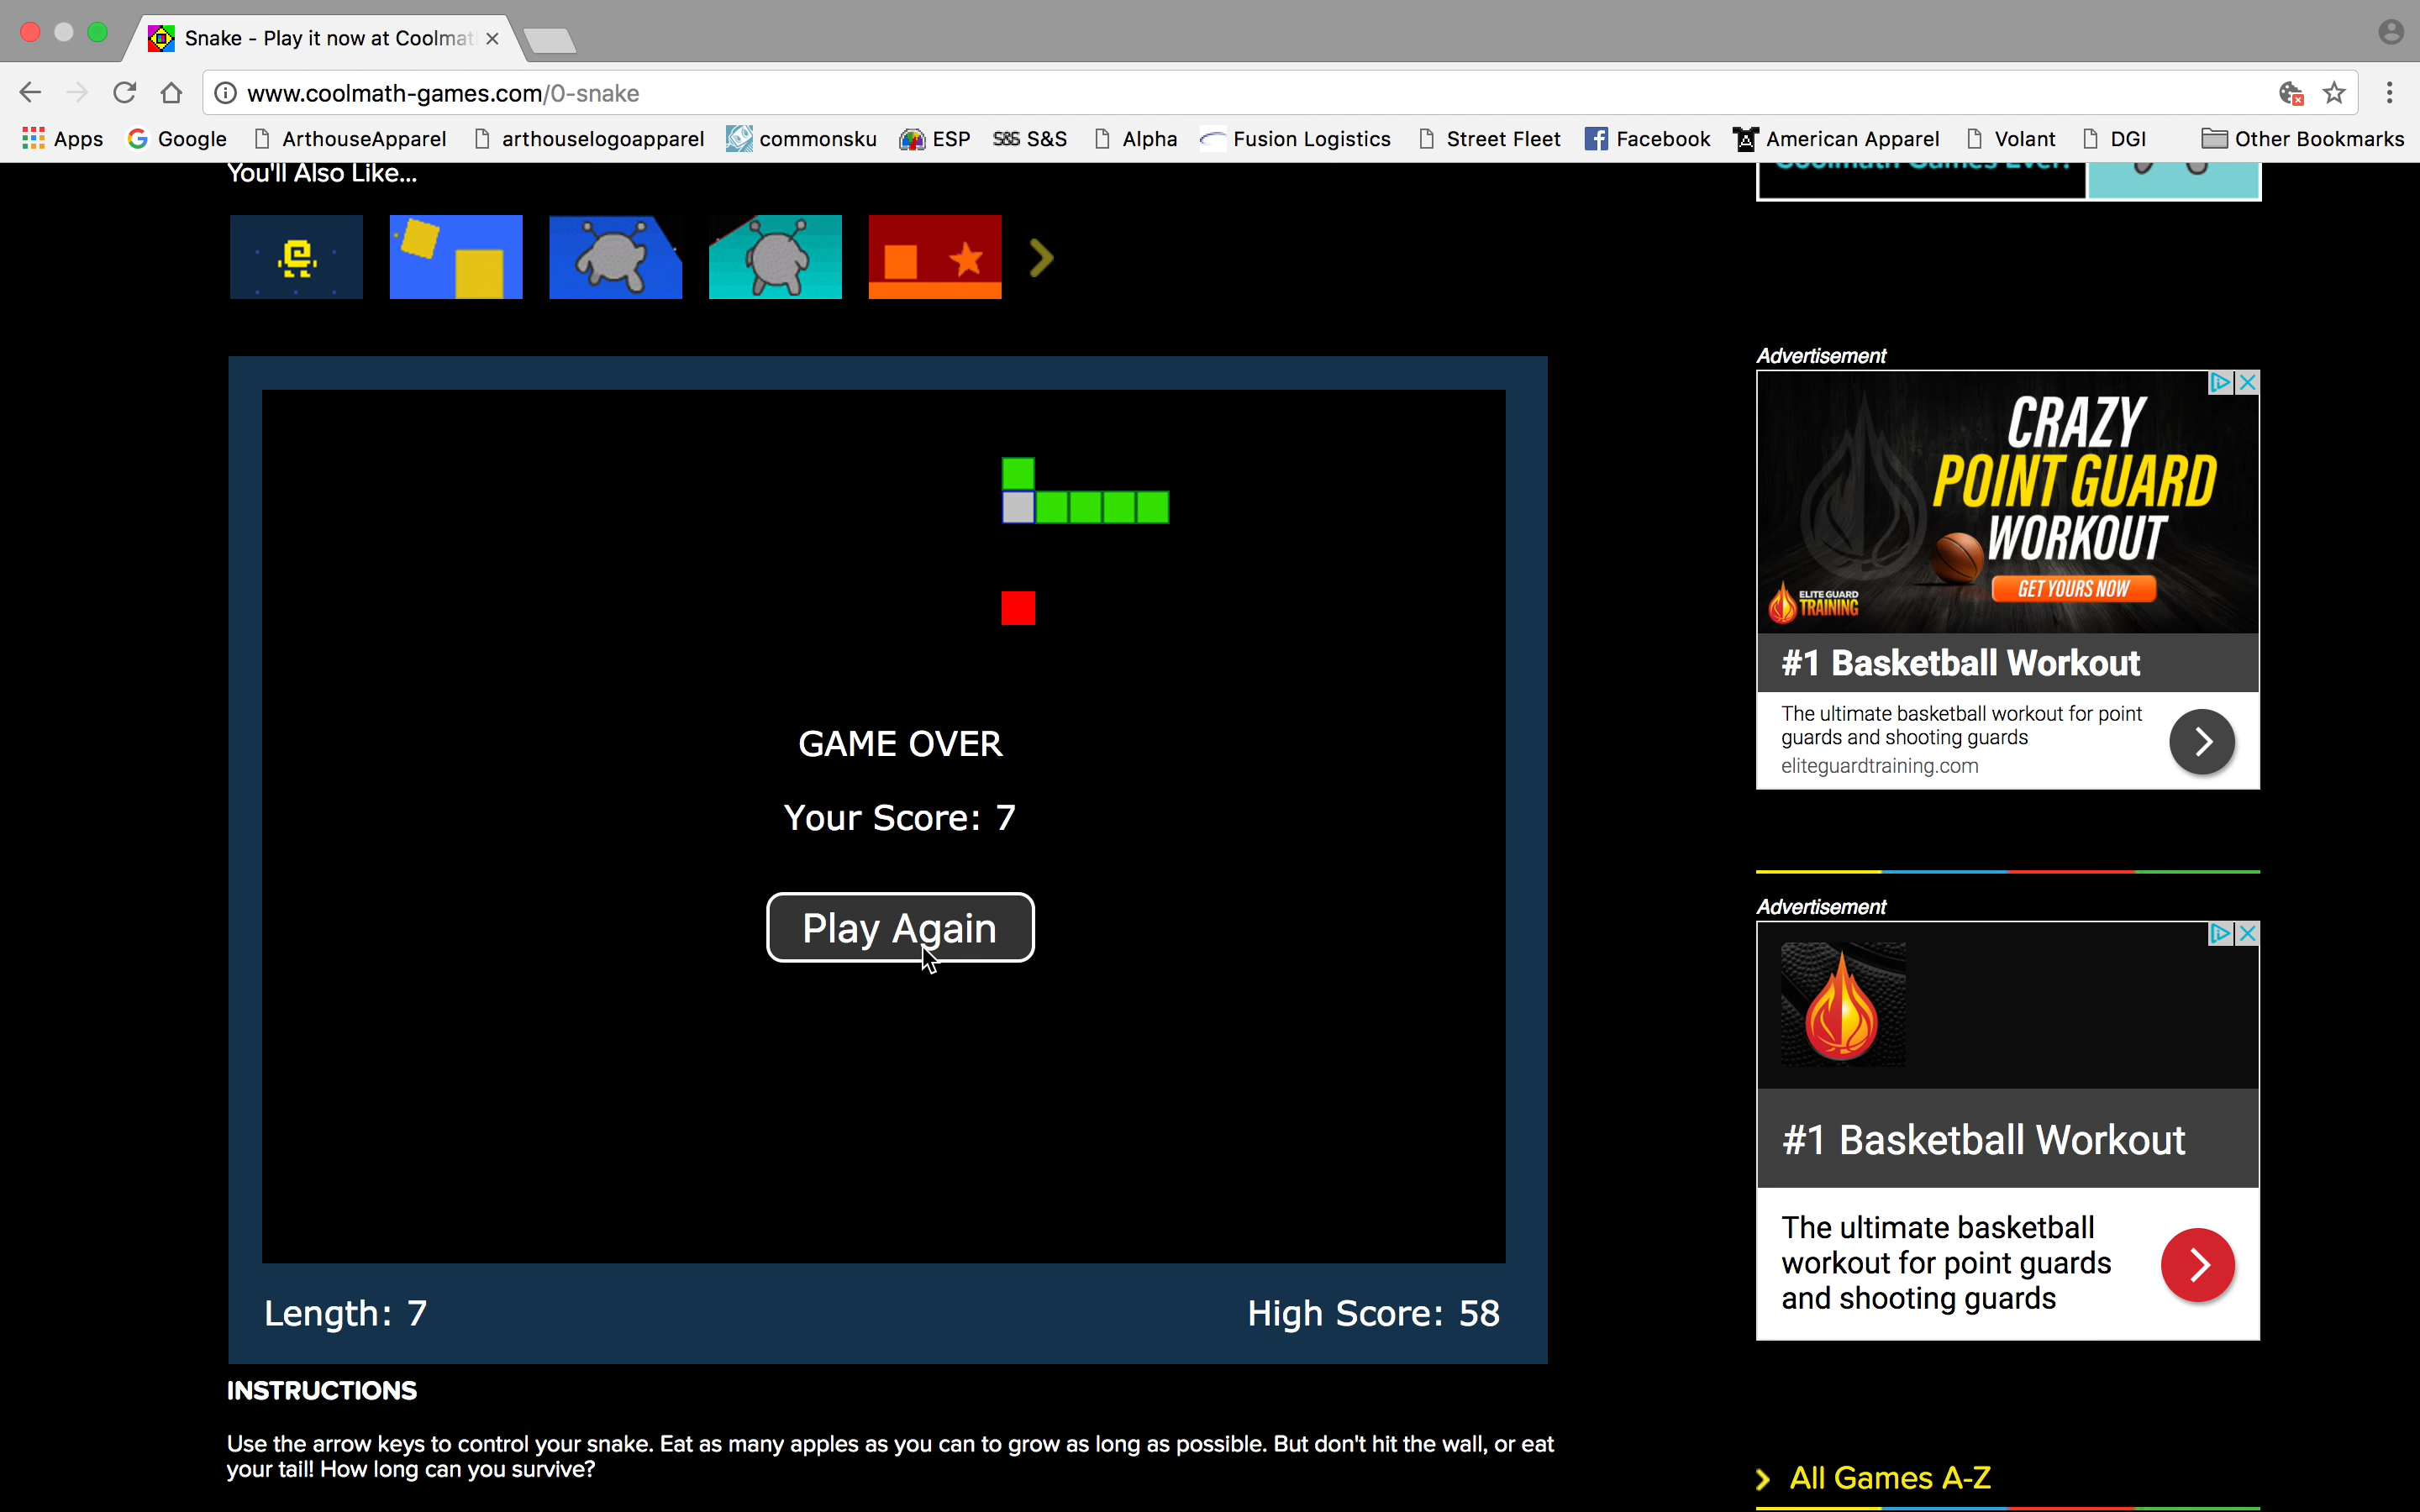 Snake - Play it now at Coolmat
www.coolmath-games.com/0-snake
Apps
Google
ArthouseApparel
arthouselogoapparel
commonsku
ESP
S&S S&S
Alpha
Fusion Logistics
Street Fleet
Facebook
American Apparel
Volant
DGI
Other Bookmarks
You'll Also Like...
Coolmath Games Ever!
GAME OVER
Your Score: 7
Play Again
Length: 7
High Score: 58
INSTRUCTIONS
Use the arrow keys to control your snake. Eat as many apples as you can to grow as long as possible. But don't hit the wall, or eat
your tail! How long can you survive?
Advertisement
CRAZY
POINT GUARD
WORKOUT
GET YOURS NOW
ELITE GUARD
TRAINING
#1 Basketball Workout
The ultimate basketball workout for point
guards and shooting guards
eliteguardtraining.com
Advertisement
#1 Basketball Workout
The ultimate basketball
workout for point guards
and shooting guards
All Games A-Z